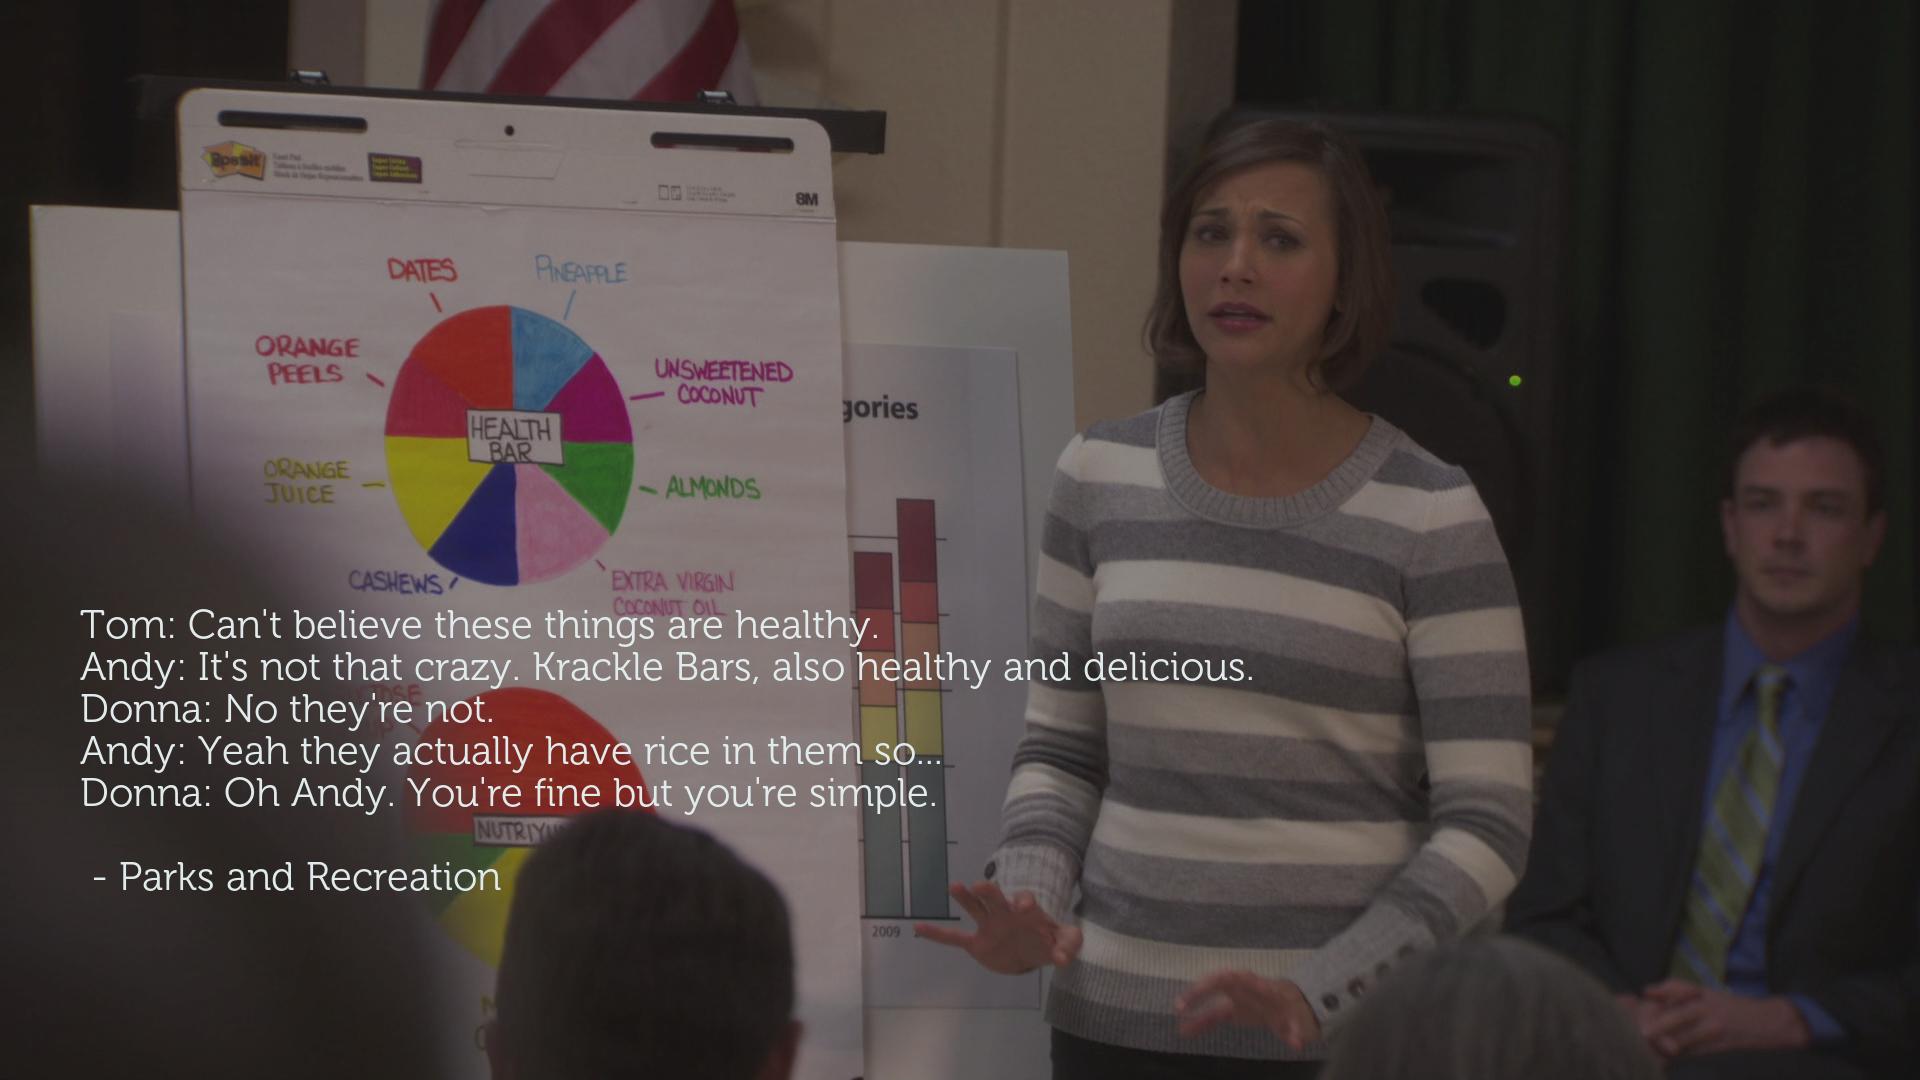 Post-it
8M
DATES
PINEAPPLE
ORANGE
PEELS
UNSWEETENED
COCONUT
HEALTH
BAR
gories
ORANGE
JUICE
ALMONDS
CASHEWS
EXTRA VIRGIN
COCONUT OIL
Tom: Can't believe these things are healthy.
Andy: It's not that crazy. Krackle Bars, also healthy and delicious.
Donna: No they're not.
Andy: Yeah they actually have rice in them so...
Donna: Oh Andy. You're fine but you're simple.
- Parks and Recreation
2009